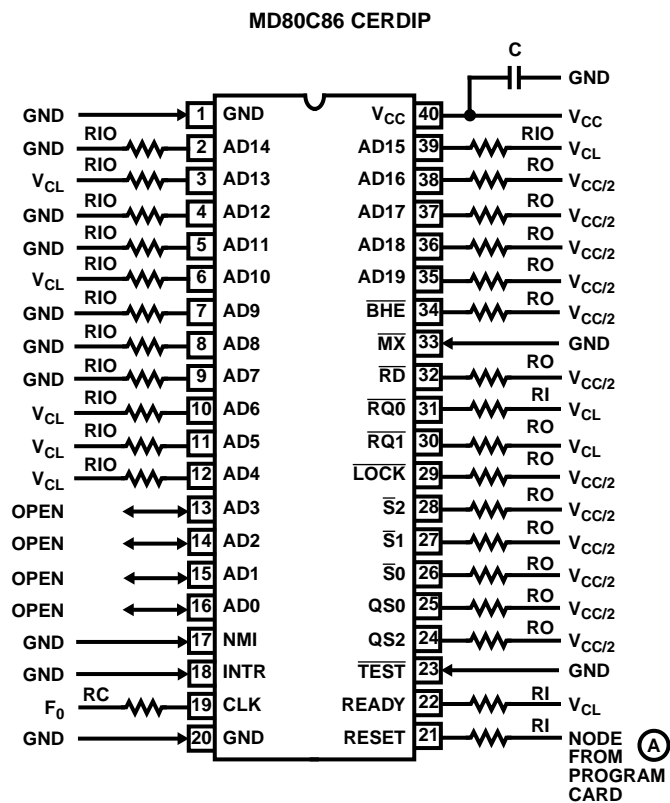 MD80C86 CERDIP
C
GND
GND 1 GND VCC 40 VCC
GND RIO 2 AD14 AD15 39 RIO VCL
VCL RIO 3 AD13 AD16 38 RO VCC/2
GND RIO 4 AD12 AD17 37 RO VCC/2
GND RIO 5 AD11 AD18 36 RO VCC/2
VCL RIO 6 AD10 AD19 35 RO VCC/2
GND RIO 7 AD9 BHE 34 RO VCC/2
GND RIO 8 AD8 MX 33 GND
GND RIO 9 AD7 RD 32 RO VCC/2
VCL RIO 10 AD6 RQ0 31 RI VCL
VCL RIO 11 AD5 RQ1 30 RO VCL
VCL RIO 12 AD4 LOCK 29 RO VCC/2
OPEN 13 AD3 S2 28 RO VCC/2
OPEN 14 AD2 S1 27 RO VCC/2
OPEN 15 AD1 S0 26 RO VCC/2
OPEN 16 AD0 QS0 25 RO VCC/2
GND 17 NMI QS2 24 RO VCC/2
GND 18 INTR TEST 23 GND
F0 RC 19 CLK READY 22 RI VCL
GND 20 GND RESET 21 RI NODE A
FROM
PROGRAM
CARD